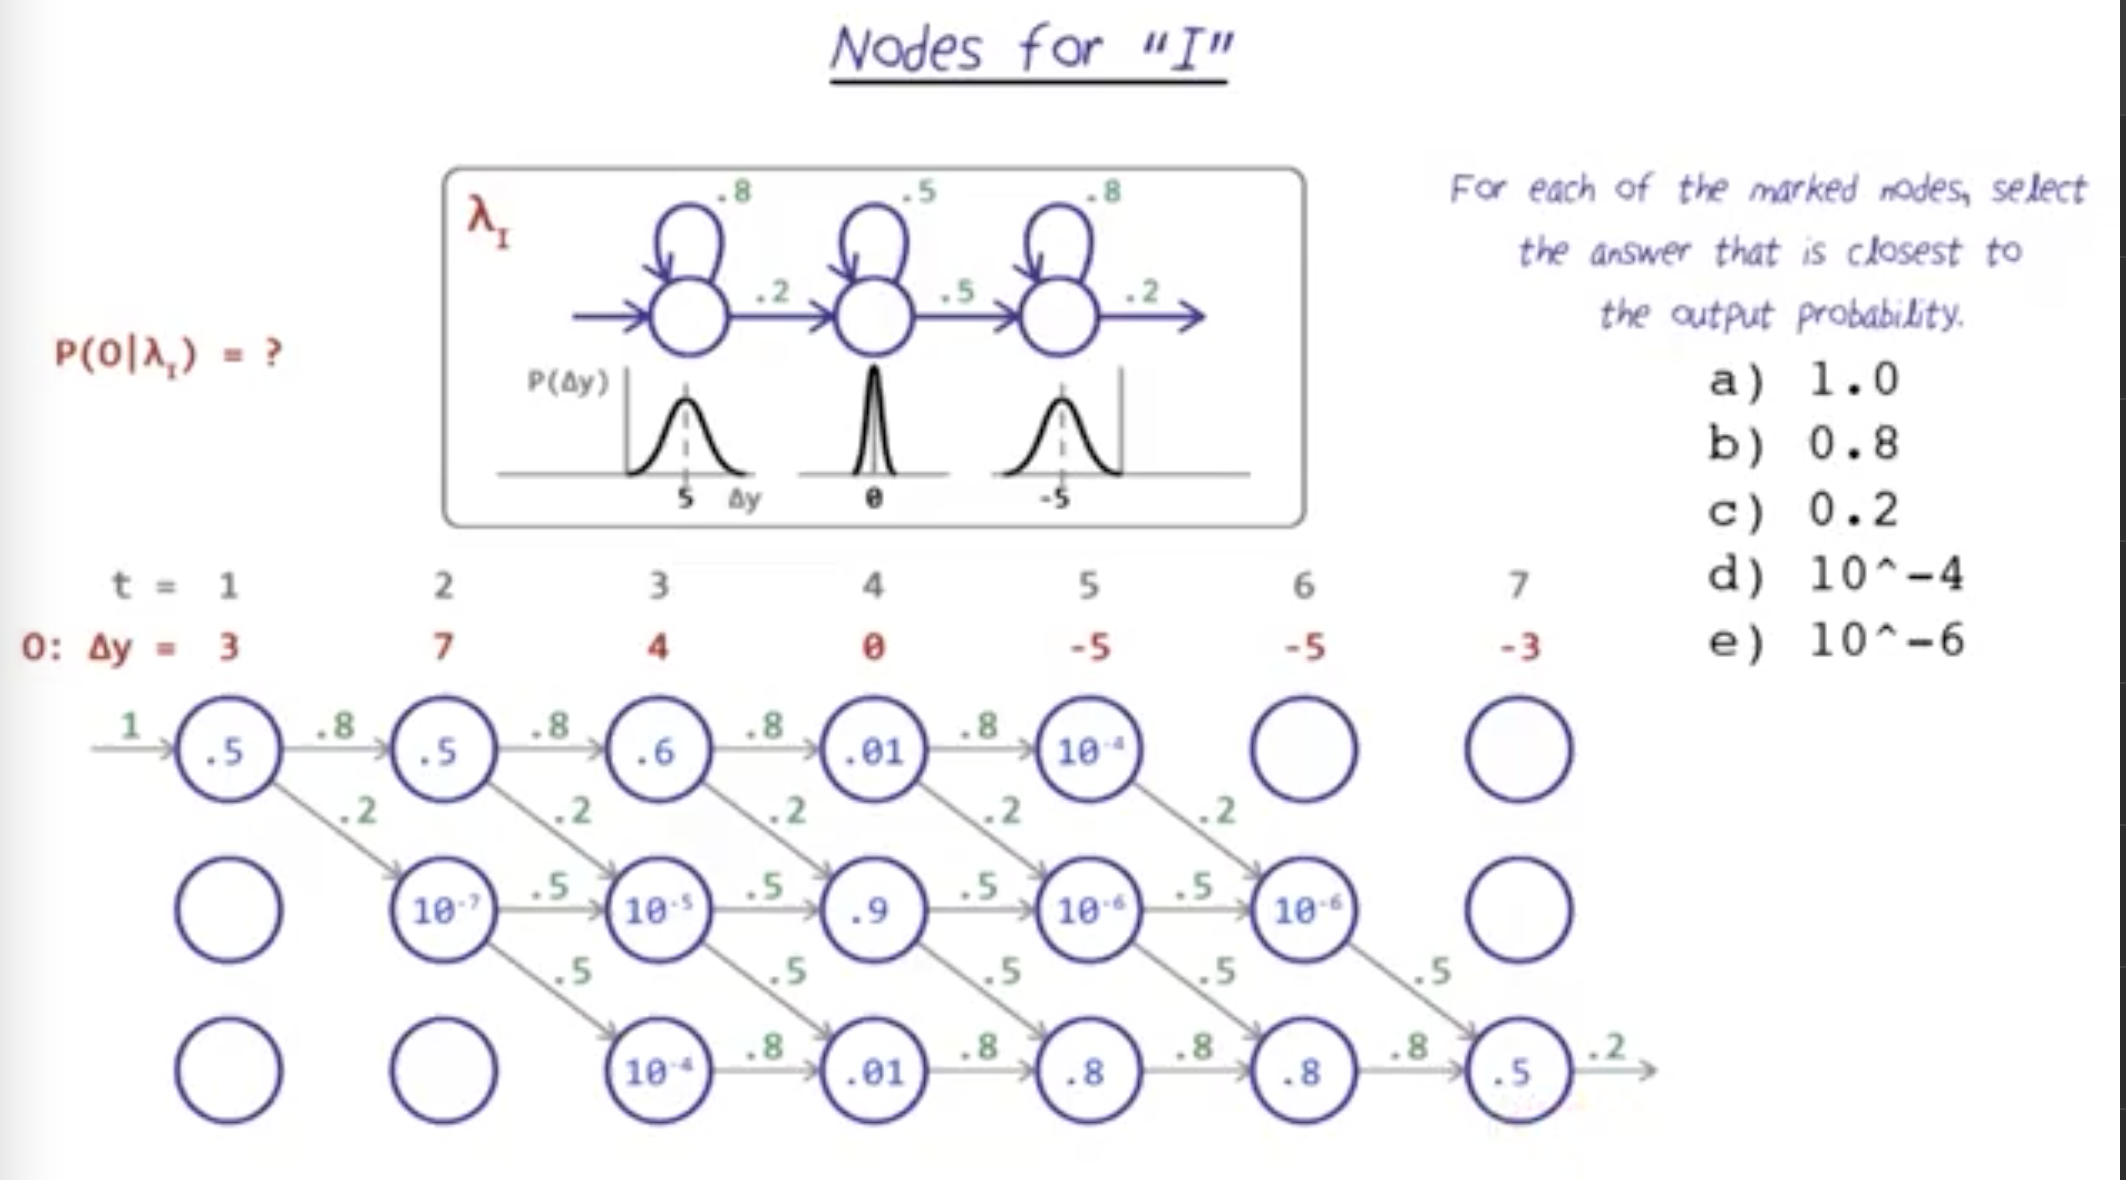 Nodes for "I"
λI
.8 .5 .8
.2 .5 .2
P(Δy)
5 Δy 0 -5
P(O|λI) = ?
For each of the marked nodes, select
the answer that is closest to
the output probability.
a) 1.0
b) 0.8
c) 0.2
d) 10^-4
e) 10^-6
t = 1 2 3 4 5 6 7
O: Δy = 3 7 4 0 -5 -5 -3
1 .8 .8 .8 .8
.5 .5 .6 .01 10-4
.2 .2 .2 .2 .2
.5 .5 .5 .5
10-7 10-5 .9 10-6 10-6
.5 .5 .5 .5 .5
.8 .8 .8 .8 .2
10-4 .01 .8 .8 .5